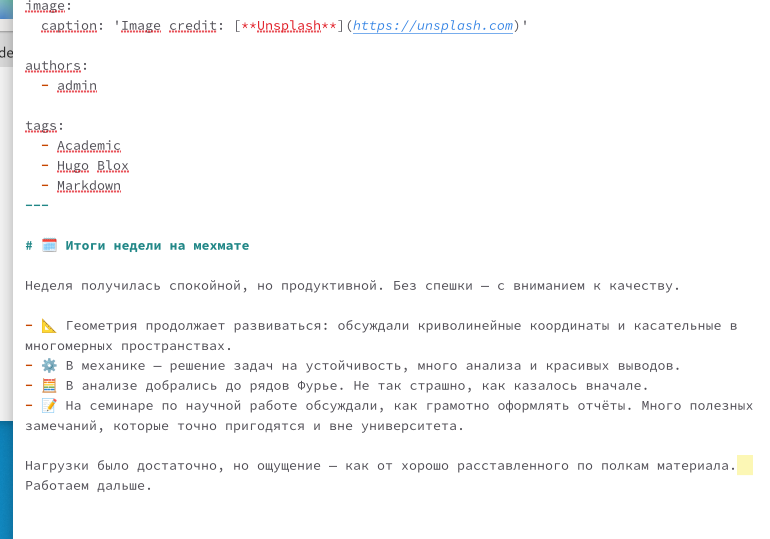 de
image:
caption: 'Image credit: [**Unsplash**](https://unsplash.com)'
authors:
- admin
tags:
- Academic
- Hugo Blox
- Markdown
---
# 🗓️ Итоги недели на мехмате
Неделя получилась спокойной, но продуктивной. Без спешки — с вниманием к качеству.
- 📐 Геометрия продолжает развиваться: обсуждали криволинейные координаты и касательные в
многомерных пространствах.
- ⚙️ В механике — решение задач на устойчивость, много анализа и красивых выводов.
- 🧮 В анализе добрались до рядов Фурье. Не так страшно, как казалось вначале.
- 📝 На семинаре по научной работе обсуждали, как грамотно оформлять отчёты. Много полезных
замечаний, которые точно пригодятся и вне университета.
Нагрузки было достаточно, но ощущение — как от хорошо расставленного по полкам материала.
Работаем дальше.